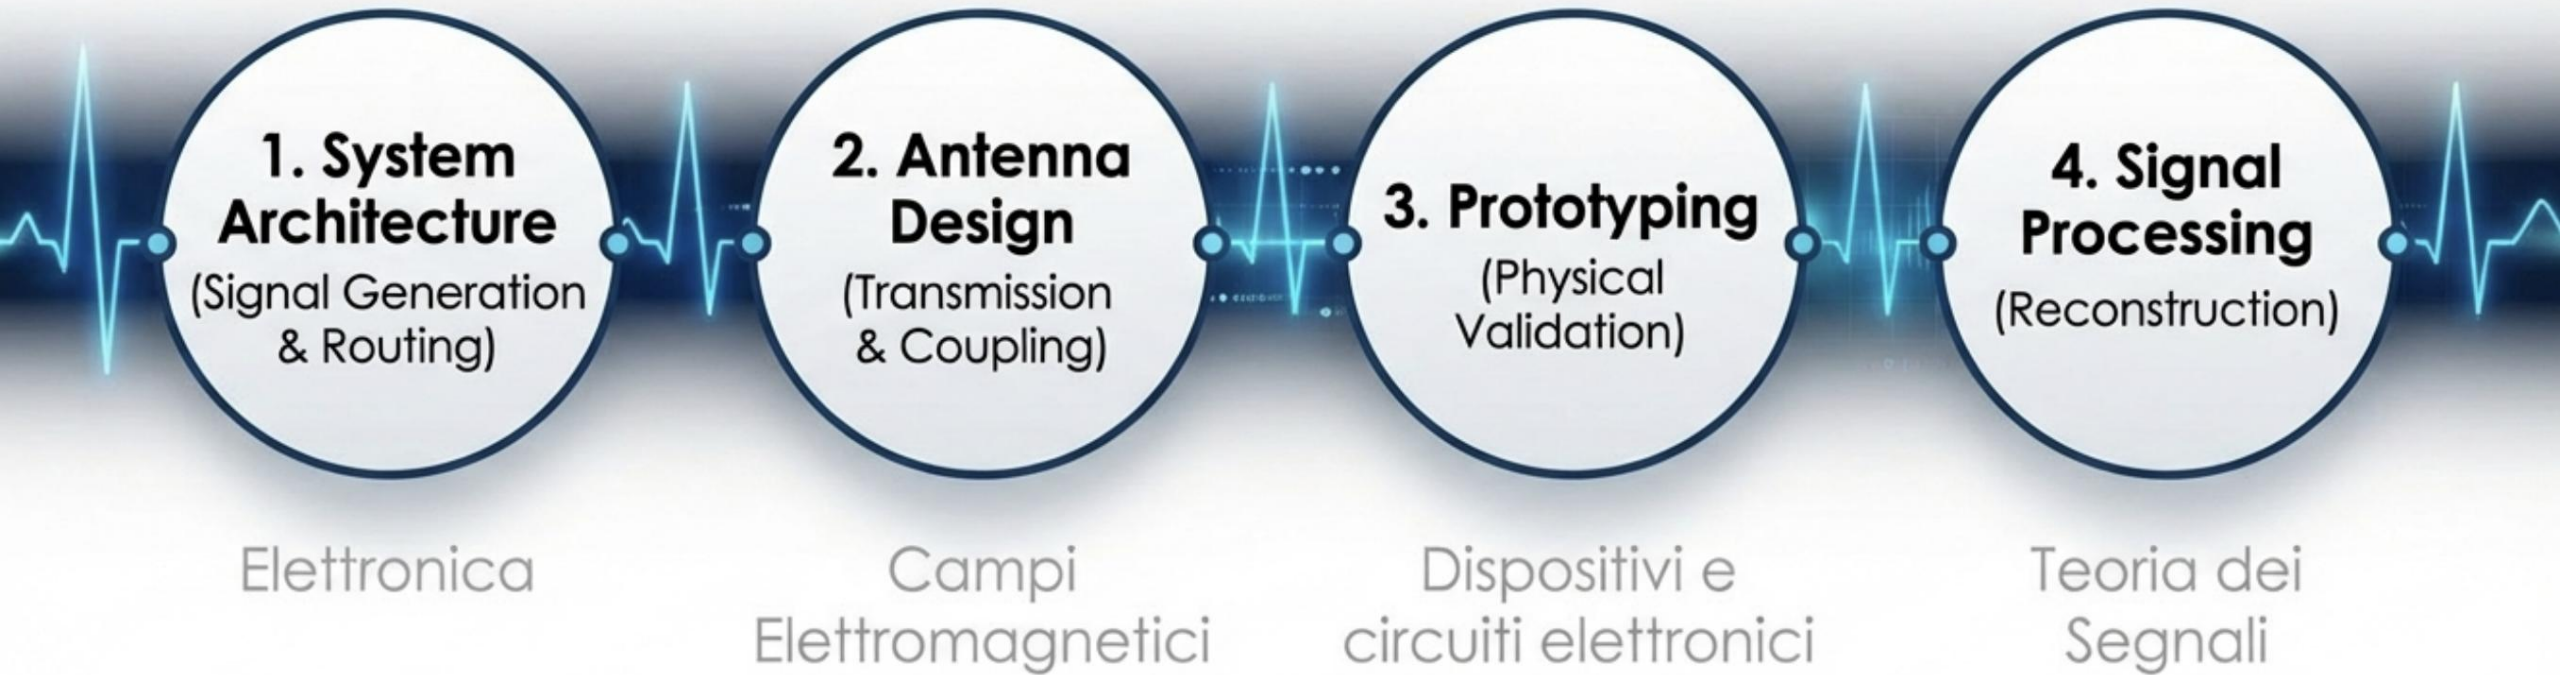 1. System
Architecture
(Signal Generation
& Routing)
2. Antenna
Design
(Transmission
& Coupling)
3. Prototyping
(Physical
Validation)
4. Signal
Processing
(Reconstruction)
Elettronica
Campi
Elettromagnetici
Dispositivi e
circuiti elettronici
Teoria dei
Segnali